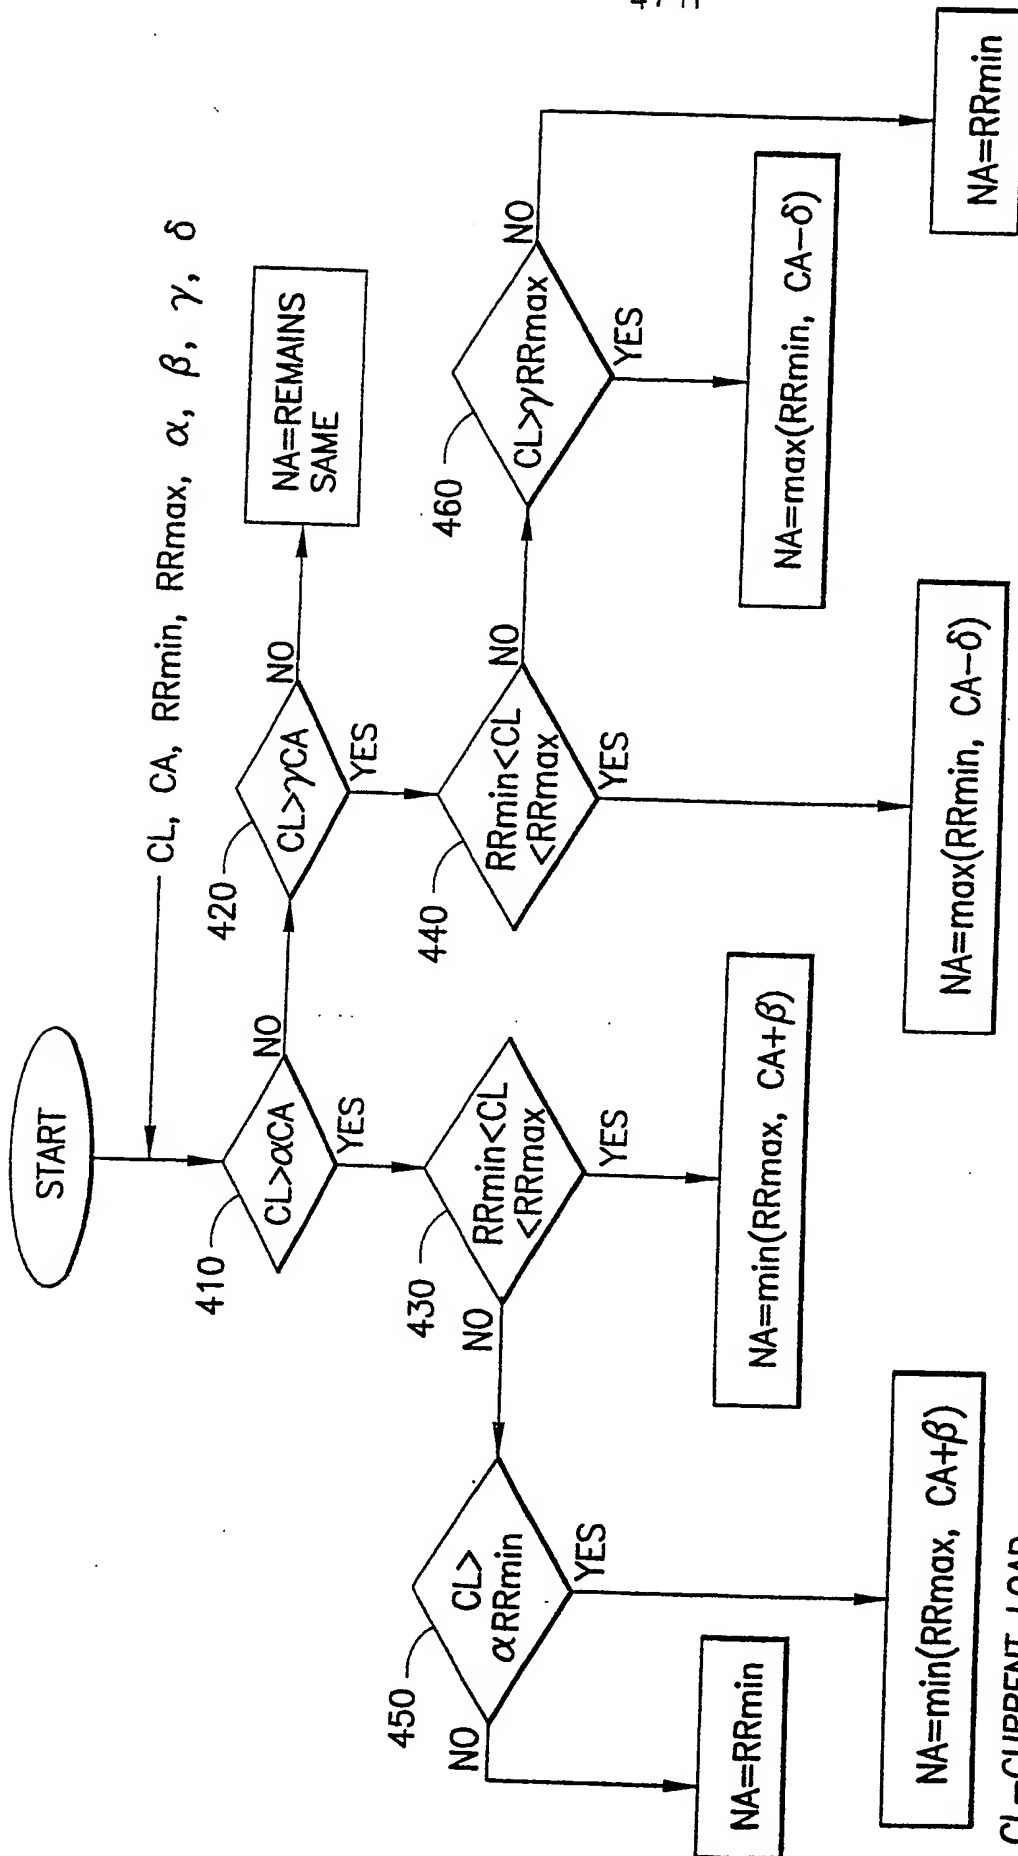 START
CL, CA, RRmin, RRmax, α, β, γ, δ
410
CL>αCA
NO
YES
420
CL>γCA
NO
YES
NA=REMAINS
SAME
430
RRmin<CL
<RRmax
NO
YES
440
RRmin<CL
<RRmax
NO
YES
450
CL>
αRRmin
NO
YES
460
CL>γRRmax
NO
YES
NA=RRmin
NA=min(RRmax, CA+β)
NA=min(RRmax, CA+β)
NA=max(RRmin, CA−δ)
NA=max(RRmin, CA−δ)
NA=RRmin
CL−CURRENT LOAD